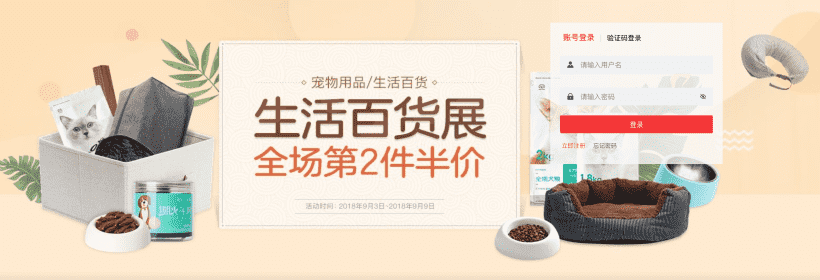 宠物用品/生活百货
生活百货展
全场第2件半价
活动时间：2018年9月3日-2018年9月9日
账号登录
验证码登录
请输入用户名
请输入密码
登录
立即注册
忘记密码
2kg
1.8kg